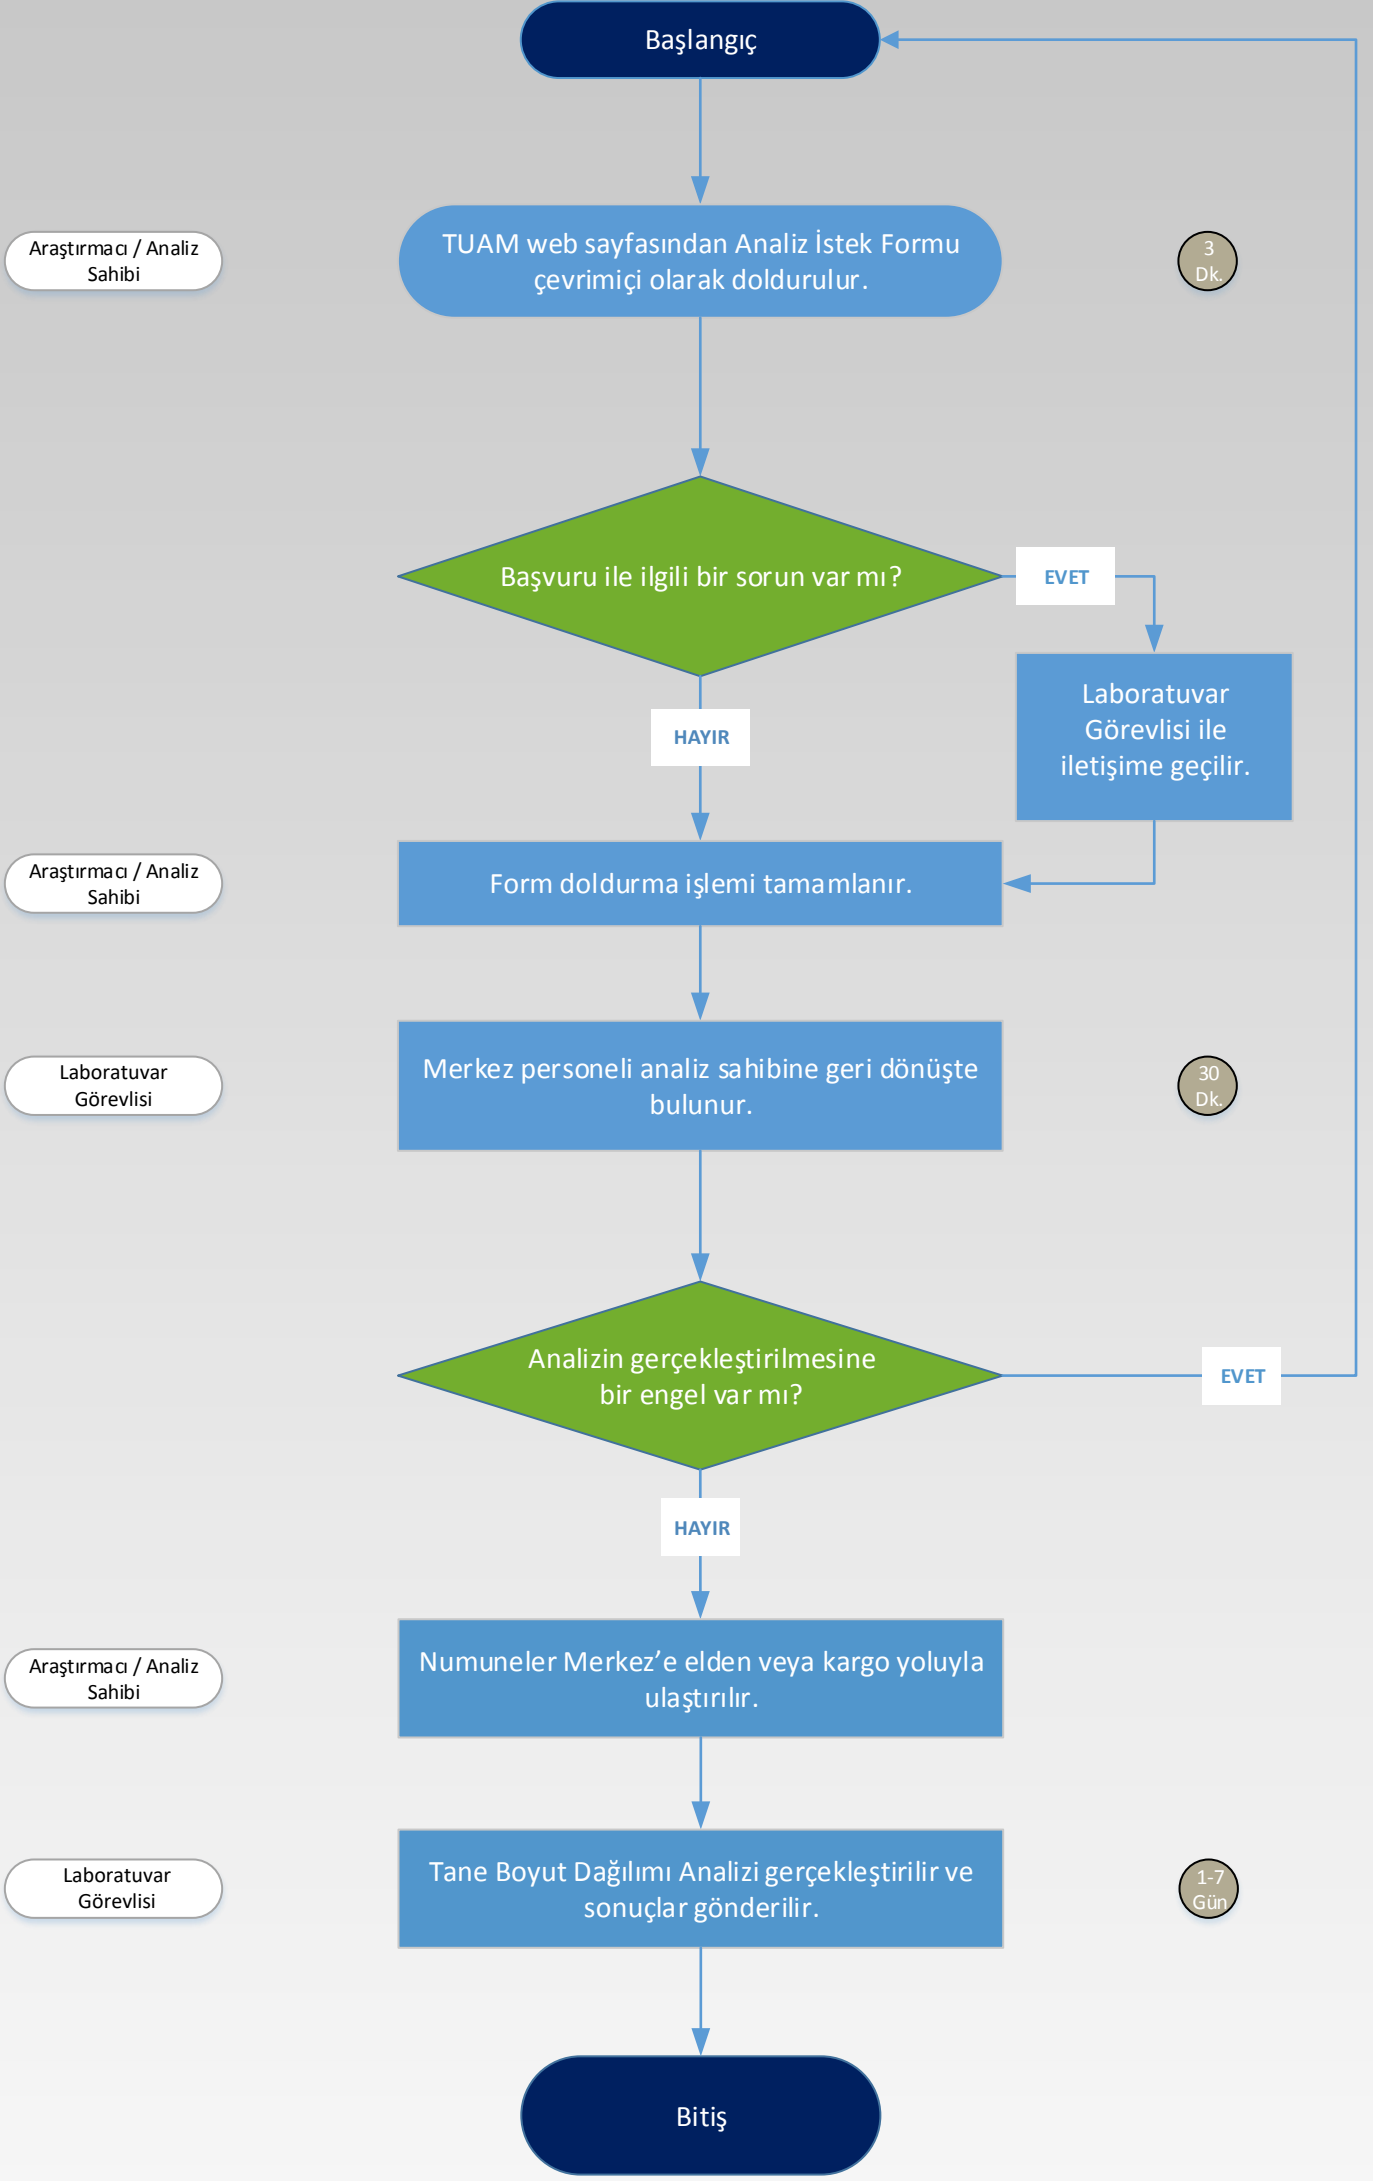 Başlangıç
Araştırmacı / Analiz
Sahibi
TUAM web sayfasından Analiz İstek Formu
çevrimiçi olarak doldurulur.
3
Dk.
Başvuru ile ilgili bir sorun var mı?
EVET
Laboratuvar
Görevlisi ile
iletişime geçilir.
HAYIR
Araştırmacı / Analiz
Sahibi
Form doldurma işlemi tamamlanır.
Laboratuvar
Görevlisi
Merkez personeli analiz sahibine geri dönüşte
bulunur.
30
Dk.
Analizin gerçekleştirilmesine
bir engel var mı?
EVET
HAYIR
Araştırmacı / Analiz
Sahibi
Numuneler Merkez’e elden veya kargo yoluyla
ulaştırılır.
Laboratuvar
Görevlisi
Tane Boyut Dağılımı Analizi gerçekleştirilir ve
sonuçlar gönderilir.
1-7
Gün
Bitiş